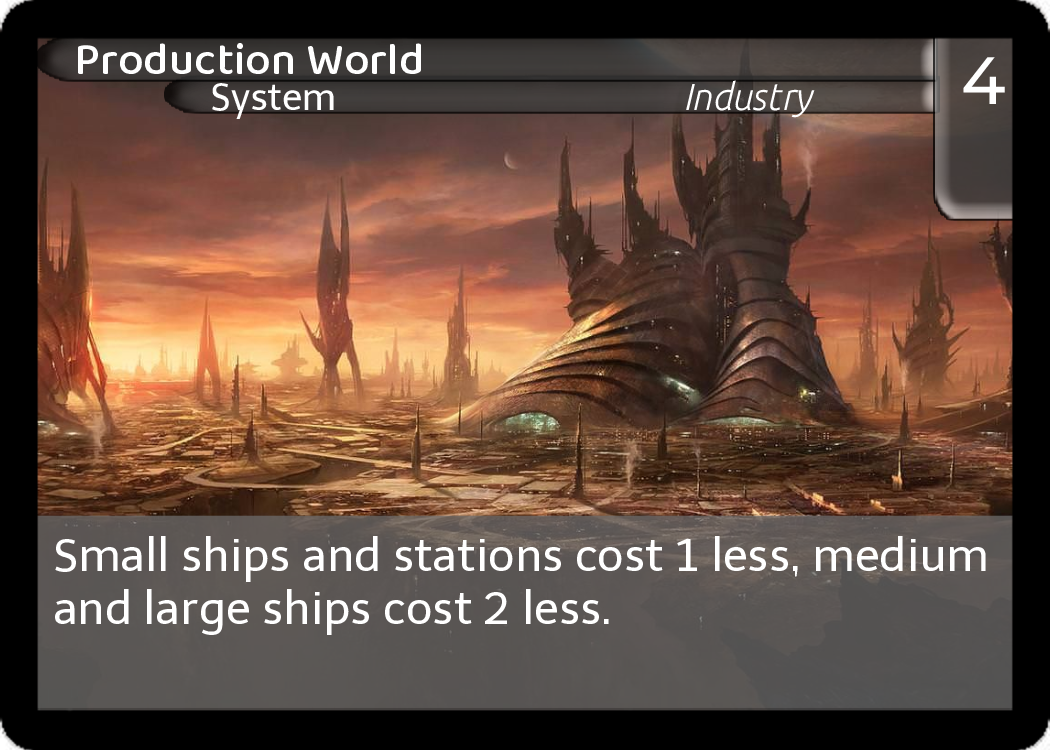 Production World
4
System Industry
Small ships and stations cost 1 less, medium
and large ships cost 2 less.